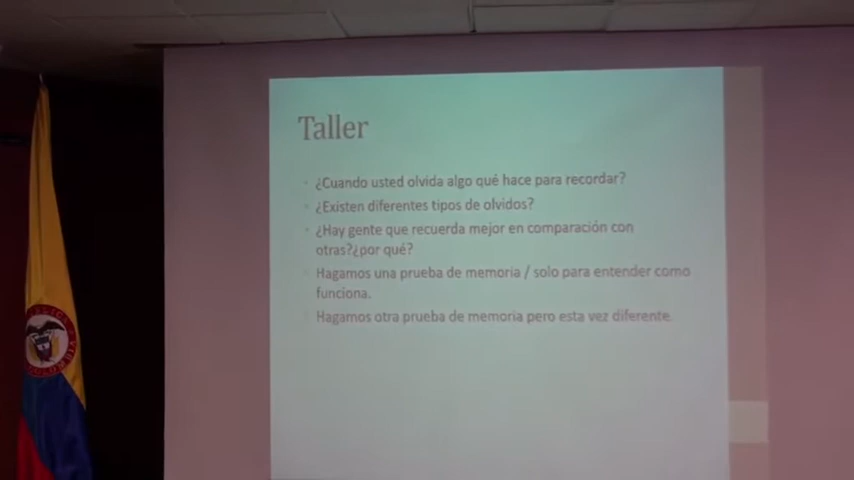 Taller
¿Cuando usted olvida algo qué hace para recordar?
¿Existen diferentes tipos de olvidos?
¿Hay gente que recuerda mejor en comparación con
otras?¿por qué?
Hagamos una prueba de memoria / solo para entender como
funciona.
Hagamos otra prueba de memoria pero esta vez diferente
COLOMBIA